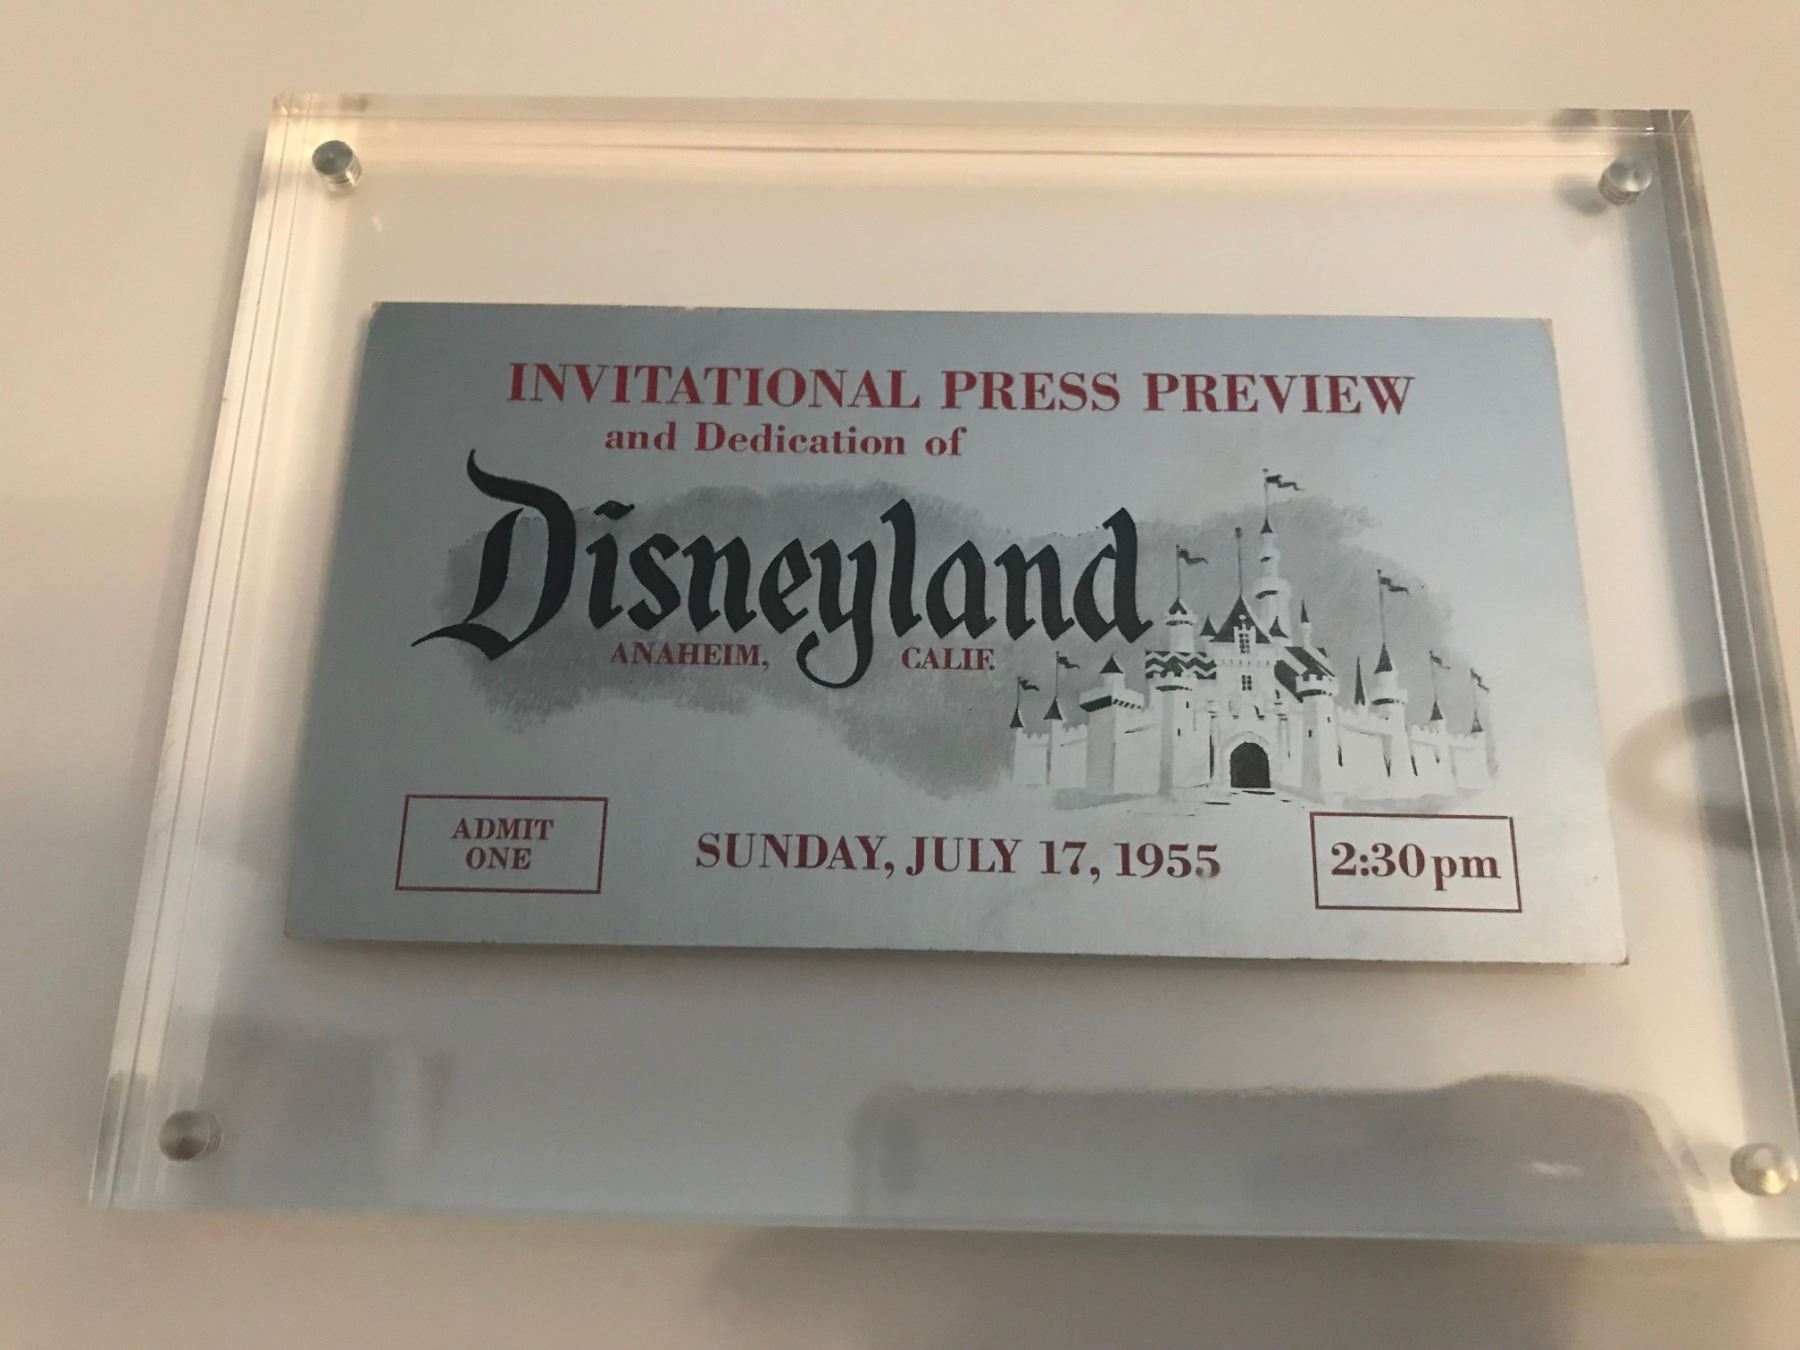 INVITATIONAL PRESS PREVIEW
and Dedication of
Disneyland
ANAHEIM, CALIF.
ADMIT
ONE
SUNDAY, JULY 17, 1955
2:30pm